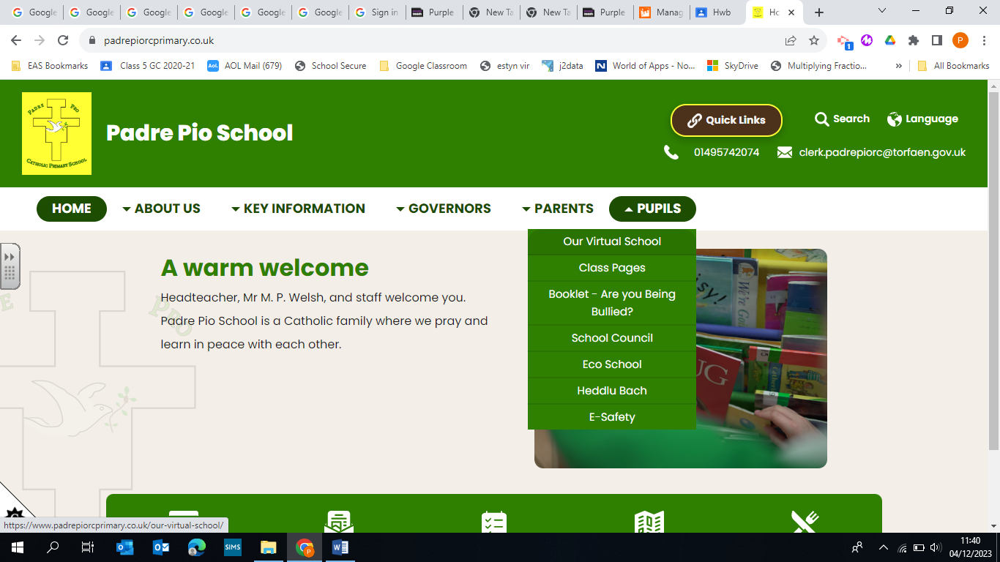 Google
Google
Google
Google
Google
Google
Sign in
Purple
New Ta
New Ta
Purple
Manag
Hwb
Ho
padrepiorcprimary.co.uk
1
P
EAS Bookmarks
Class 5 GC 2020-21
Aol.
AOL Mail (679)
School Secure
Google Classroom
estyn vir
j2data
N
World of Apps - No...
SkyDrive
Multiplying Fractio...
»
All Bookmarks
PADRE PIO
CATHOLIC PRIMARY SCHOOL
Padre Pio School
Quick Links
Search
Language
01495742074
clerk.padrepiorc@torfaen.gov.uk
HOME
ABOUT US
KEY INFORMATION
GOVERNORS
PARENTS
PUPILS
Our Virtual School
Class Pages
Booklet - Are you Being
Bullied?
School Council
Eco School
Heddlu Bach
E-Safety
A warm welcome
Headteacher, Mr M. P. Welsh, and staff welcome you.
Padre Pio School is a Catholic family where we pray and
learn in peace with each other.
PIO
UG
https://www.padrepiorcprimary.co.uk/our-virtual-school/
SIMS
P
11:40
04/12/2023